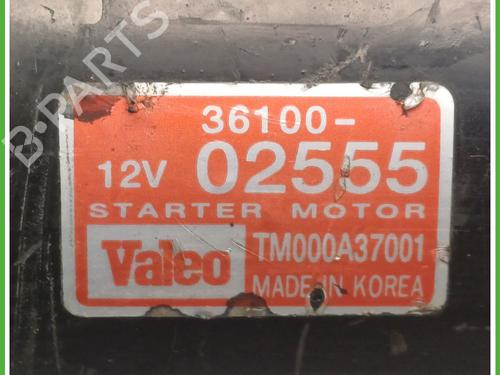 B-PARTS
36100-
12V 02555
STARTER MOTOR
Valeo TM000A37001
MADE IN KOREA